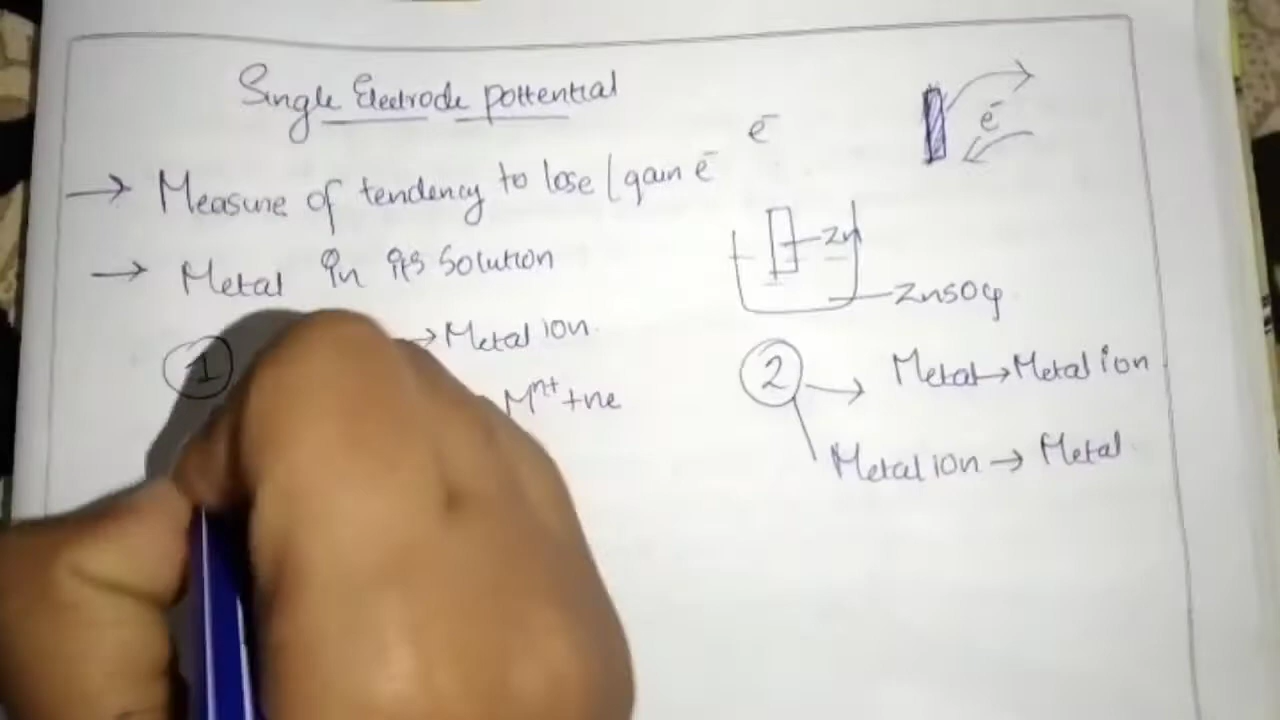 Single Electrode pottential
e⁻
e⁻
→ Measure of tendency to lose/gain e⁻
→ Metal in its solution
Zn
ZnSO4
① → Metal ion
Mⁿ⁺ + ne
② → Metal → Metal ion
Metal ion → Metal